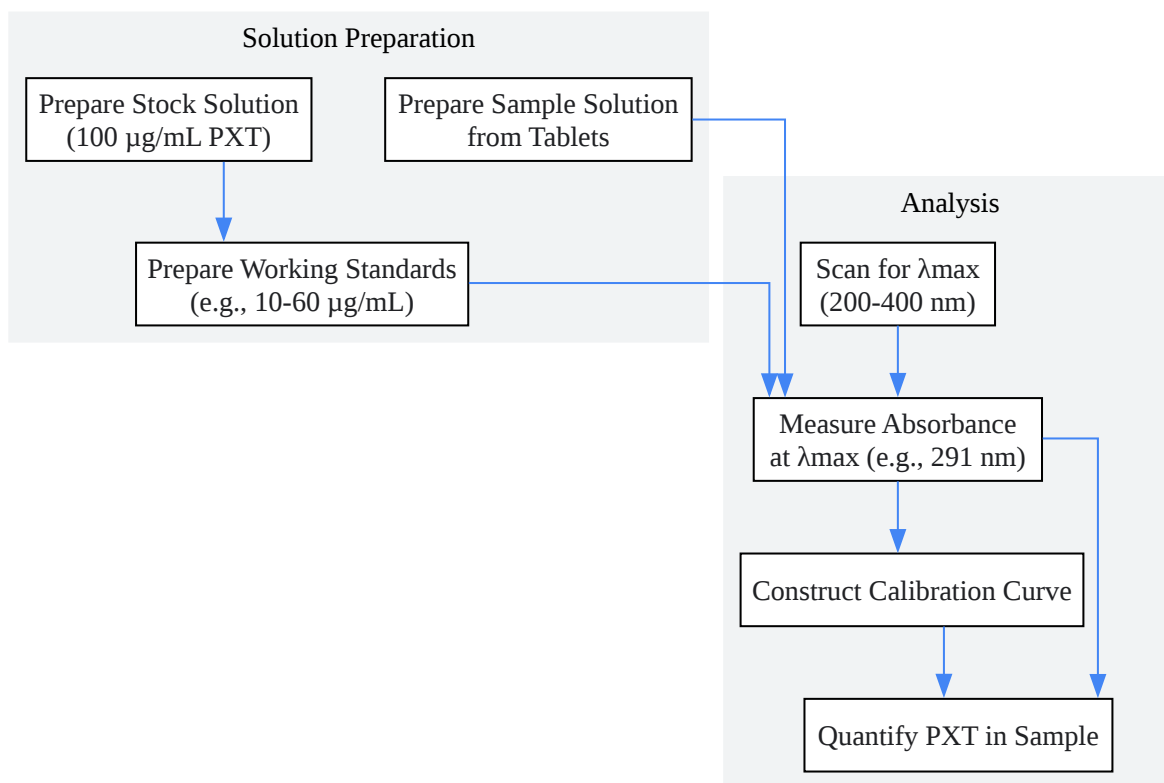 Solution Preparation
Prepare Stock Solution
(100 µg/mL PXT)
Prepare Sample Solution
from Tablets
Prepare Working Standards
(e.g., 10-60 µg/mL)
Analysis
Scan for λmax
(200-400 nm)
Measure Absorbance
at λmax (e.g., 291 nm)
Construct Calibration Curve
Quantify PXT in Sample